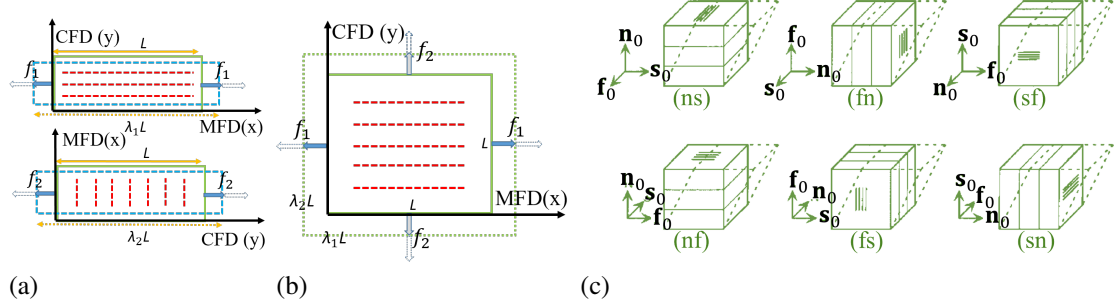 CFD (y)
L
f₁
f₁
λ₁L
MFD(x)
MFD(x)
L
f₂
f₂
λ₂L
CFD (y)
(a)
CFD (y)
f₂
f₁
f₁
L
L
MFD(x)
λ₂L
λ₁L
f₂
(b)
n₀
s₀
f₀
(ns)
f₀
n₀
s₀
(fn)
s₀
f₀
n₀
(sf)
n₀
s₀
f₀
(nf)
f₀
n₀
s₀
(fs)
s₀
f₀
n₀
(sn)
(c)